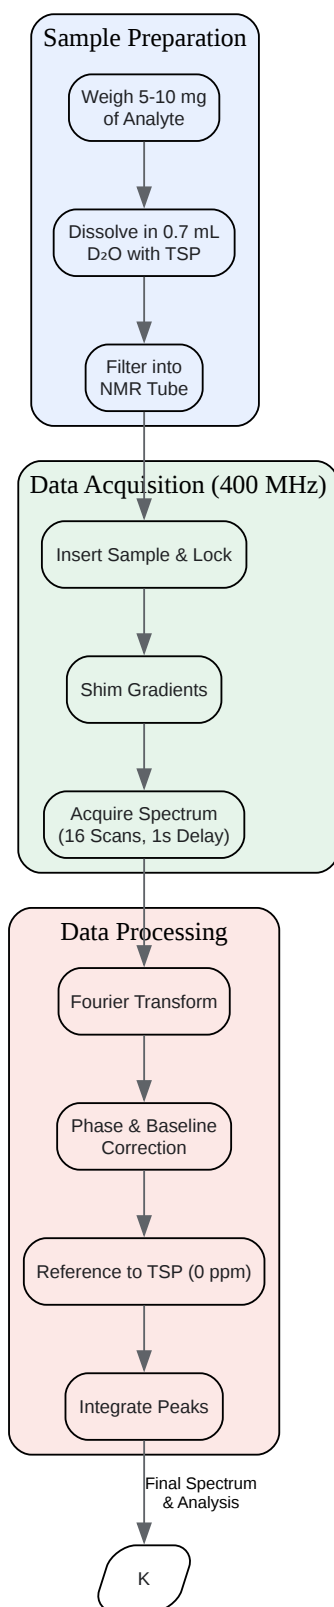 Sample Preparation
Weigh 5-10 mg
of Analyte
Dissolve in 0.7 mL
D₂O with TSP
Filter into
NMR Tube
Data Acquisition (400 MHz)
Insert Sample & Lock
Shim Gradients
Acquire Spectrum
(16 Scans, 1s Delay)
Data Processing
Fourier Transform
Phase & Baseline
Correction
Reference to TSP (0 ppm)
Integrate Peaks
Final Spectrum
& Analysis
K